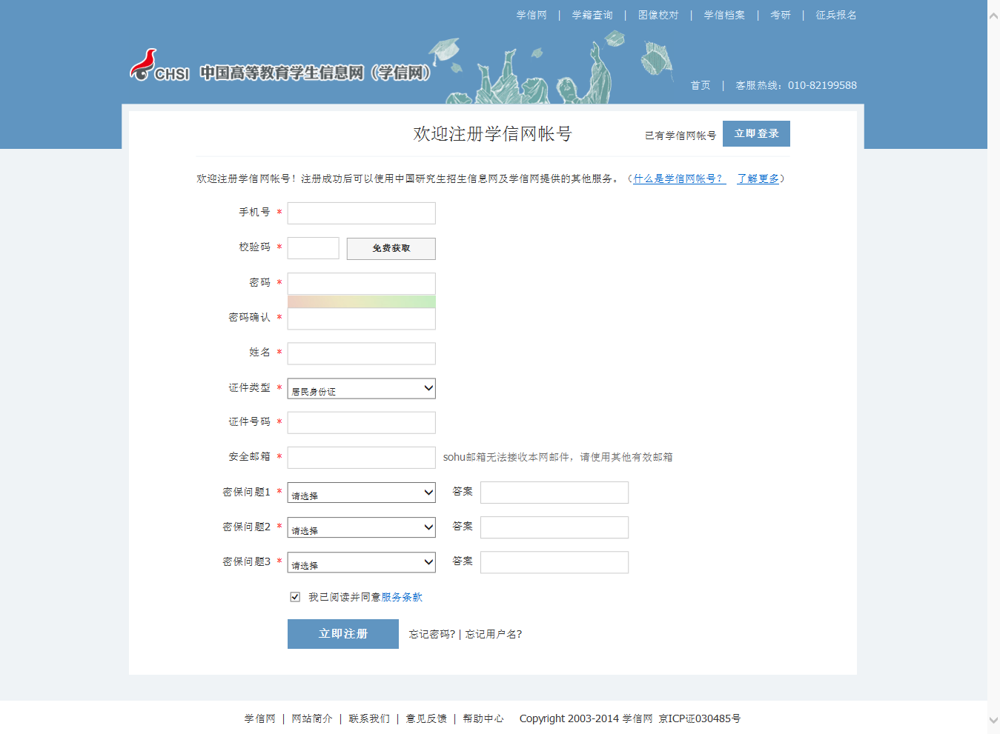 学信网 | 学籍查询 | 图像校对 | 学信档案 | 考研 | 征兵报名
CHSI 中国高等教育学生信息网（学信网）
首页 | 客服热线：010-82199588
欢迎注册学信网帐号
已有学信网帐号 立即登录
欢迎注册学信网帐号！注册成功后可以使用中国研究生招生信息网及学信网提供的其他服务。（什么是学信网帐号？ 了解更多）
手机号 *
校验码 * 免费获取
密码 *
密码确认 *
姓名 *
证件类型 * 居民身份证
证件号码 *
安全邮箱 * sohu邮箱无法接收本网邮件，请使用其他有效邮箱
密保问题1 * 请选择 答案
密保问题2 * 请选择 答案
密保问题3 * 请选择 答案
我已阅读并同意服务条款
立即注册 忘记密码? | 忘记用户名?
学信网 | 网站简介 | 联系我们 | 意见反馈 | 帮助中心 Copyright 2003-2014 学信网 京ICP证030485号